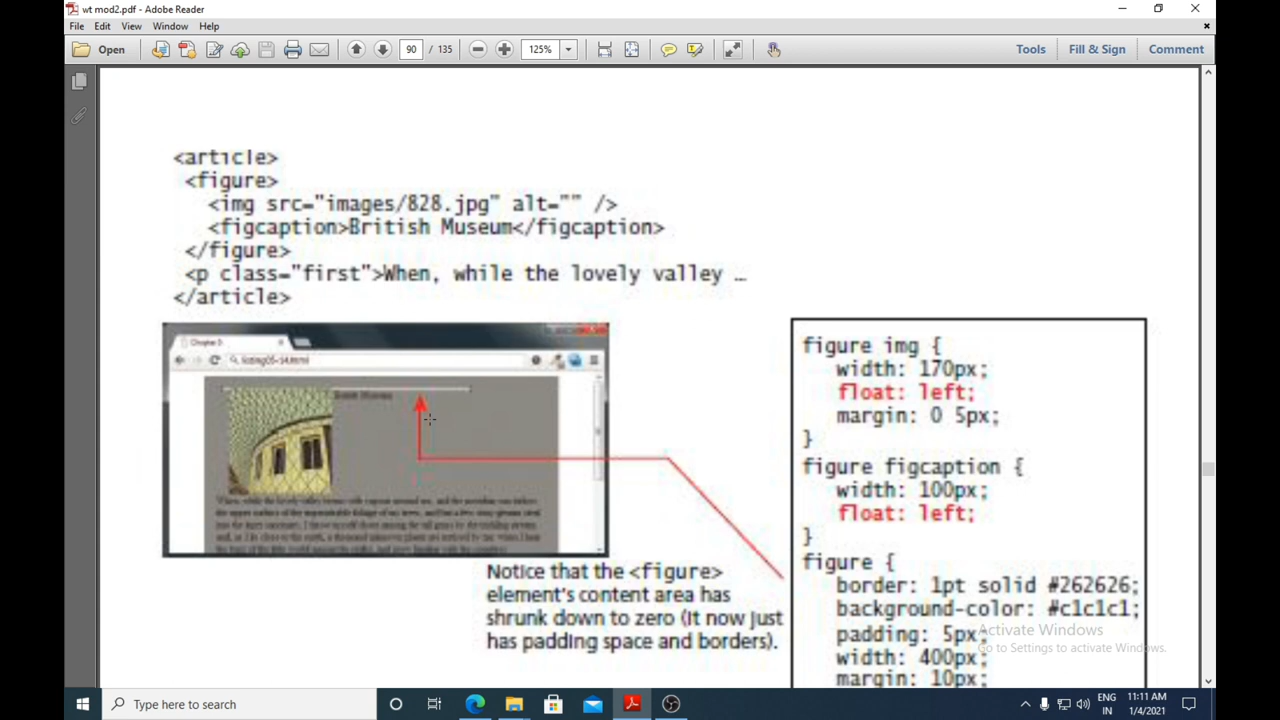 wt mod2.pdf - Adobe Reader
File Edit View Window Help
Open 90 / 135 125% Tools Fill & Sign Comment
<article>
<figure>
<img src="images/828.jpg" alt="" />
<figcaption>British Museum</figcaption>
</figure>
<p class="first">When, while the lovely valley …
</article>
figure img {
width: 170px;
float: left;
margin: 0 5px;
}
figure figcaption {
width: 100px;
float: left;
}
figure {
border: 1pt solid #262626;
background-color: #c1c1c1;
padding: 5px;
width: 400px;
margin: 10px;
Notice that the <figure>
element's content area has
shrunk down to zero (it now just
has padding space and borders).
Activate Windows
Go to Settings to activate Windows.
Type here to search
ENG
IN
11:11 AM
1/4/2021